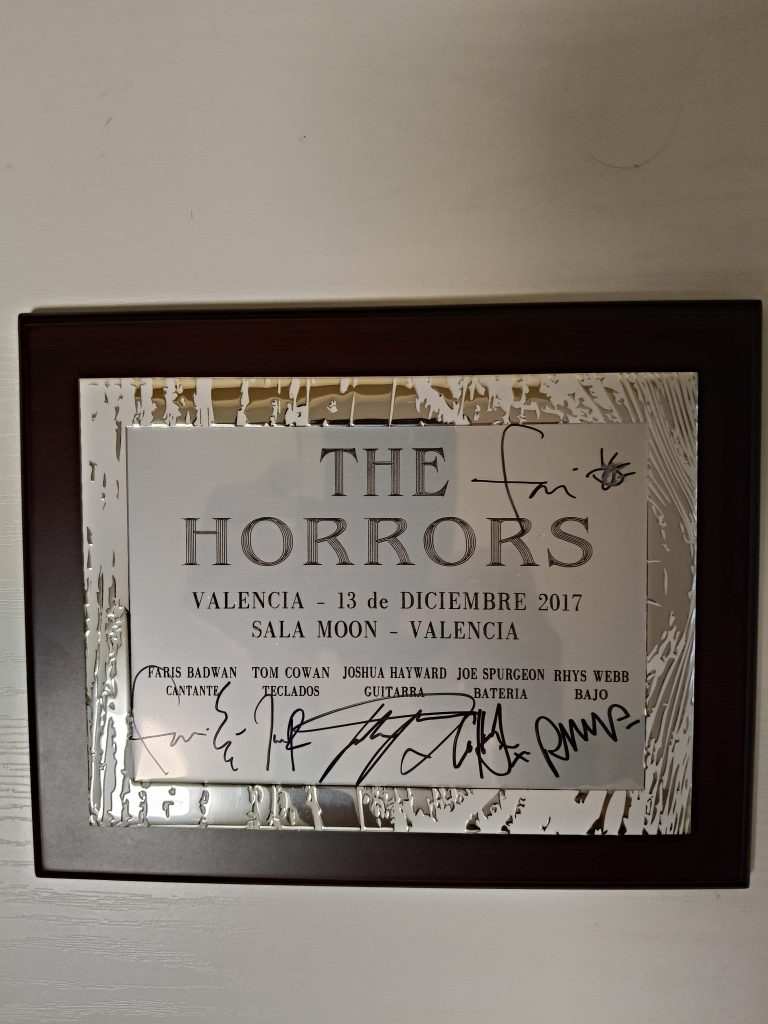 THE
HORRORS
VALENCIA - 13 de DICIEMBRE 2017
SALA MOON - VALENCIA
FARIS BADWAN TOM COWAN JOSHUA HAYWARD JOE SPURGEON RHYS WEBB
CANTANTE TECLADOS GUITARRA BATERIA BAJO